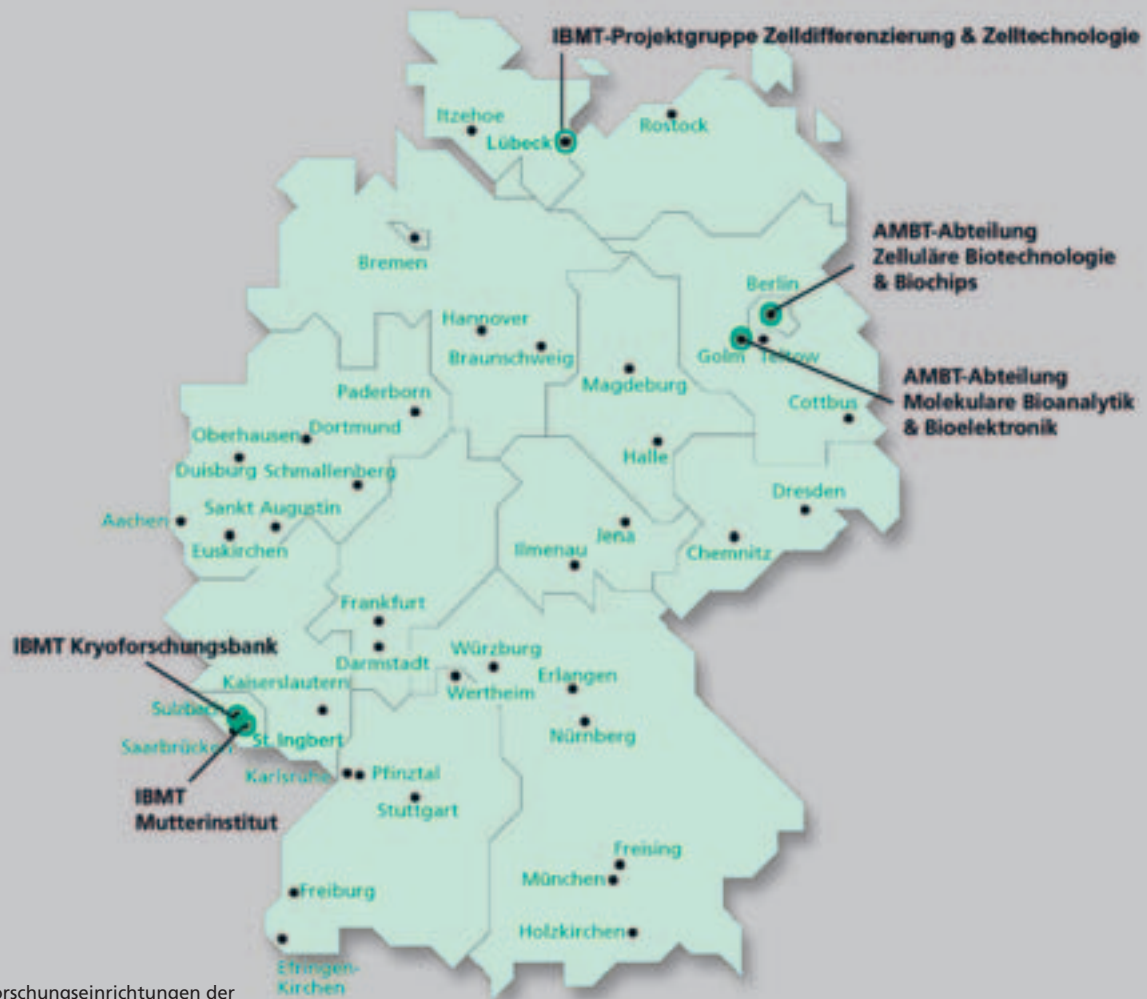 IBMT-Projektgruppe Zelldifferenzierung & Zelltechnologie
Itzehoe
Rostock
Lübeck
AMBT-Abteilung
Zelluläre Biotechnologie
& Biochips
Bremen
Berlin
Hannover
Braunschweig
Golm
Teltow
Magdeburg
AMBT-Abteilung
Molekulare Bioanalytik
& Bioelektronik
Paderborn
Cottbus
Oberhausen
Dortmund
Halle
Duisburg
Schmallenberg
Dresden
Sankt Augustin
Aachen
Jena
Euskirchen
Ilmenau
Chemnitz
Frankfurt
IBMT Kryoforschungsbank
Würzburg
Darmstadt
Kaiserslautern
Wertheim
Erlangen
Sulzbach
Nürnberg
Saarbrücken
St. Ingbert
Karlsruhe
Pfinztal
IBMT
Mutterinstitut
Stuttgart
Freising
München
Freiburg
Holzkirchen
Efringen-
Kirchen
orschungseinrichtungen der